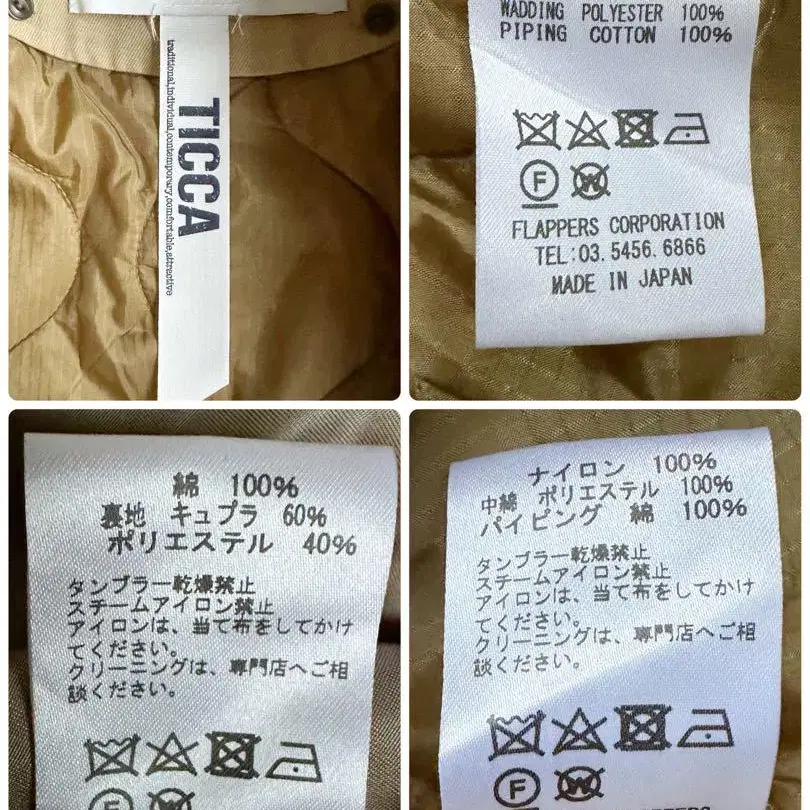 TICCA
traditional,individual,contemporary,comfortable,attractive
WADDING POLYESTER 100%
PIPING COTTON 100%
F
W
FLAPPERS CORPORATION
TEL:03.5456.6866
MADE IN JAPAN
綿 100%
裏地 キュプラ 60%
ポリエステル 40%
タンブラー乾燥禁止
スチームアイロン禁止
アイロンは、当て布をしてかけ
てください。
クリーニングは、専門店へご相
談ください。
ナイロン 100%
中綿 ポリエステル 100%
パイピング 綿 100%
タンブラー乾燥禁止
スチームアイロン禁止
アイロンは、当て布をしてかけ
てください。
クリーニングは、専門店へご相
談ください。
F
W